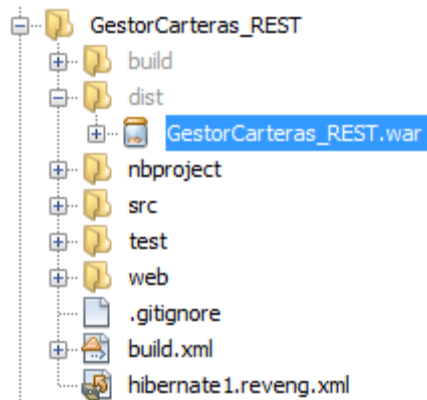 GestorCarteras_REST
build
dist
GestorCarteras_REST.war
nbproject
src
test
web
.gitignore
build.xml
hibernate1.reveng.xml